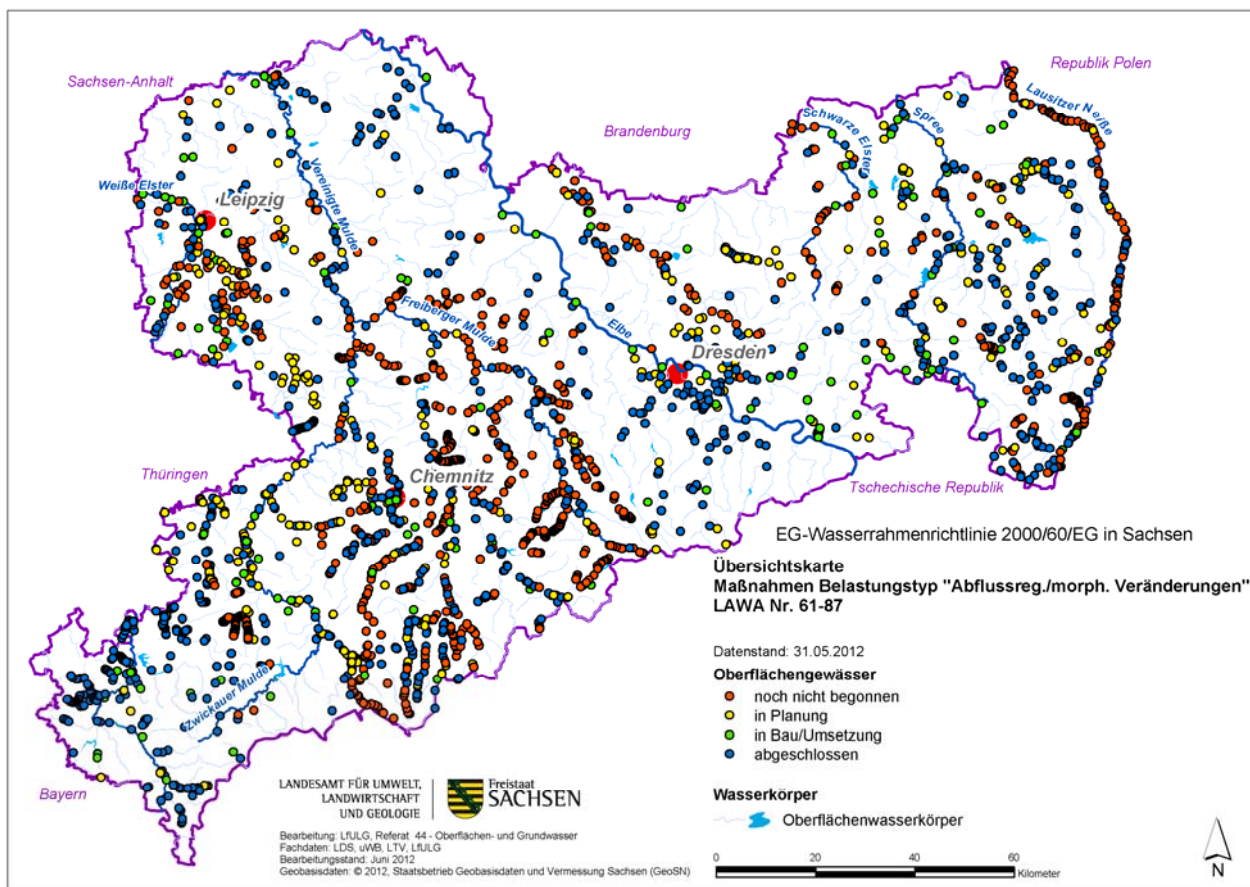 Sachsen-Anhalt
Republik Polen
Lausitzer Neiße
Brandenburg
Schwarze Elster
Spree
Weiße Elster
Leipzig
Vereinigte Mulde
Freiberger Mulde
Elbe
Dresden
Thüringen
Chemnitz
Tschechische Republik
Zwickauer Mulde
Bayern
EG-Wasserrahmenrichtlinie 2000/60/EG in Sachsen
Übersichtskarte
Maßnahmen Belastungstyp "Abflussreg./morph. Veränderungen"
LAWA Nr. 61-87
Datenstand: 31.05.2012
Oberflächengewässer
noch nicht begonnen
in Planung
in Bau/Umsetzung
abgeschlossen
Wasserkörper
Oberflächenwasserkörper
LANDESAMT FÜR UMWELT,
LANDWIRTSCHAFT
UND GEOLOGIE
Freistaat
SACHSEN
Bearbeitung: LfULG, Referat 44 - Oberflächen- und Grundwasser
Fachdaten: LDS, uWB, LTV, LfULG
Bearbeitungsstand: Juni 2012
Geobasisdaten: © 2012, Staatsbetrieb Geobasisdaten und Vermessung Sachsen (GeoSN)
0 20 40 60
Kilometer
N